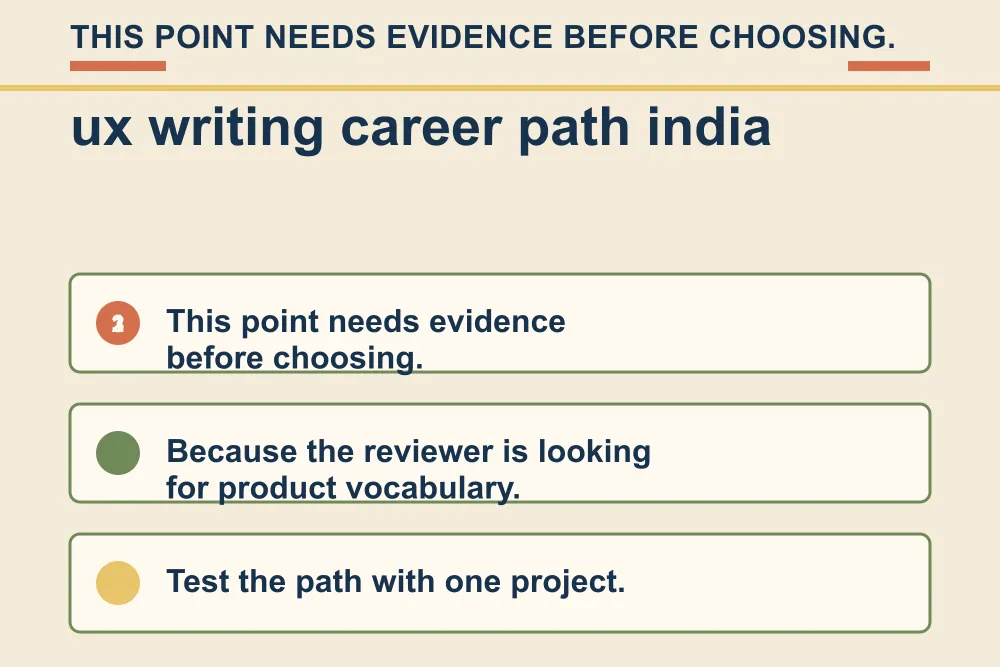 THIS POINT NEEDS EVIDENCE BEFORE CHOOSING.
ux writing career path india
This point needs evidence
before choosing.
Because the reviewer is looking
for product vocabulary.
Test the path with one project.